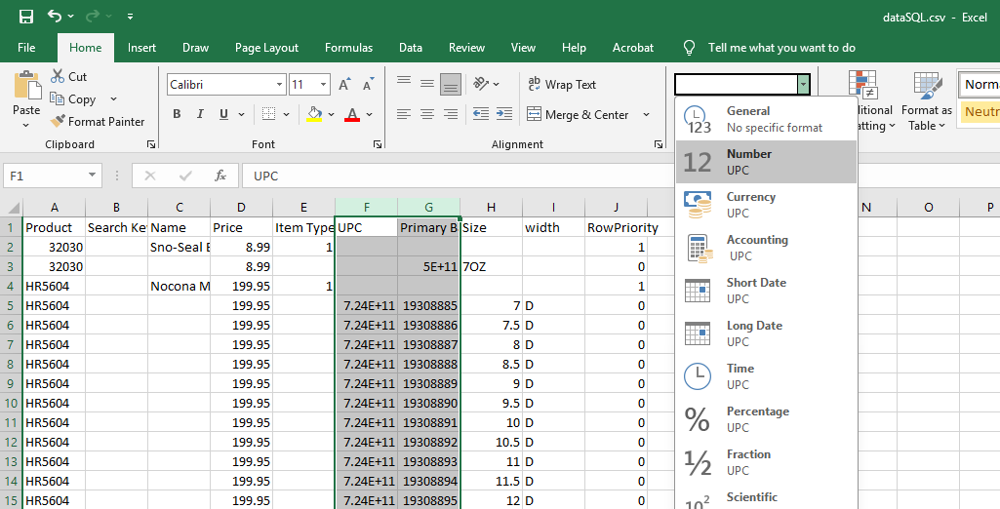 dataSQL.csv - Excel
File Home Insert Draw Page Layout Formulas Data Review View Help Acrobat Tell me what you want to do
Paste
Cut
Copy
Format Painter
Clipboard
Calibri 11
B I U
Font
Wrap Text
Merge & Center
Alignment
Formatting
Format as
Table
F1 fx UPC
General
No specific format
Number
UPC
Currency
UPC
Accounting
UPC
Short Date
UPC
Long Date
UPC
Time
UPC
Percentage
UPC
Fraction
UPC
Scientific
A B C D E F G H I J N O P
1 Product Search Ke Name Price Item Type UPC Primary B Size width RowPriority
2 32030 Sno-Seal 8.99 1 1
3 32030 8.99 5E+11 7OZ 0
4 HR5604 Nocona M 199.95 1 1
5 HR5604 199.95 7.24E+11 19308885 7 D 0
6 HR5604 199.95 7.24E+11 19308886 7.5 D 0
7 HR5604 199.95 7.24E+11 19308887 8 D 0
8 HR5604 199.95 7.24E+11 19308888 8.5 D 0
9 HR5604 199.95 7.24E+11 19308889 9 D 0
10 HR5604 199.95 7.24E+11 19308890 9.5 D 0
11 HR5604 199.95 7.24E+11 19308891 10 D 0
12 HR5604 199.95 7.24E+11 19308892 10.5 D 0
13 HR5604 199.95 7.24E+11 19308893 11 D 0
14 HR5604 199.95 7.24E+11 19308894 11.5 D 0
15 HR5604 199.95 7.24E+11 19308895 12 D 0